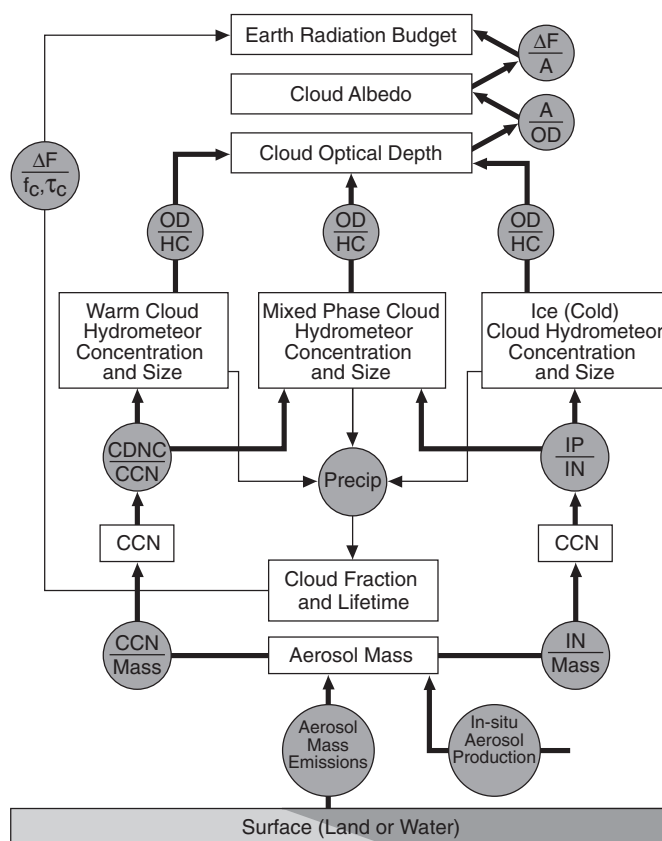 Earth Radiation Budget
ΔF
A
Cloud Albedo
A
OD
Cloud Optical Depth
ΔF
fC,τC
OD
HC
OD
HC
OD
HC
Warm Cloud
Hydrometeor
Concentration
and Size
Mixed Phase Cloud
Hydrometeor
Concentration
and Size
Ice (Cold)
Cloud Hydrometeor
Concentration
and Size
CDNC
CCN
Precip
IP
IN
CCN
CCN
Cloud Fraction
and Lifetime
CCN
Mass
Aerosol Mass
IN
Mass
Aerosol
Mass
Emissions
In-situ
Aerosol
Production
Surface (Land or Water)